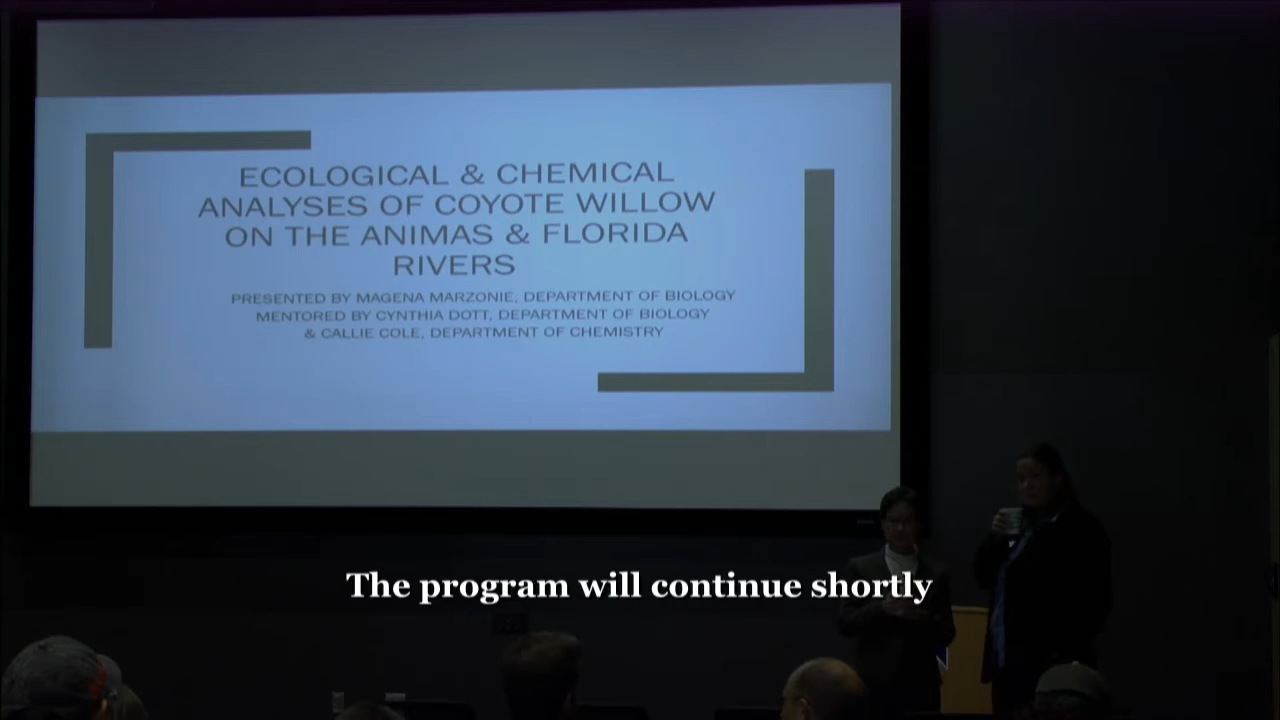 ECOLOGICAL & CHEMICAL
ANALYSES OF COYOTE WILLOW
ON THE ANIMAS & FLORIDA
RIVERS
PRESENTED BY MAGENA MARZONIE, DEPARTMENT OF BIOLOGY
MENTORED BY CYNTHIA DOTT, DEPARTMENT OF BIOLOGY
& CALLIE COLE, DEPARTMENT OF CHEMISTRY
The program will continue shortly